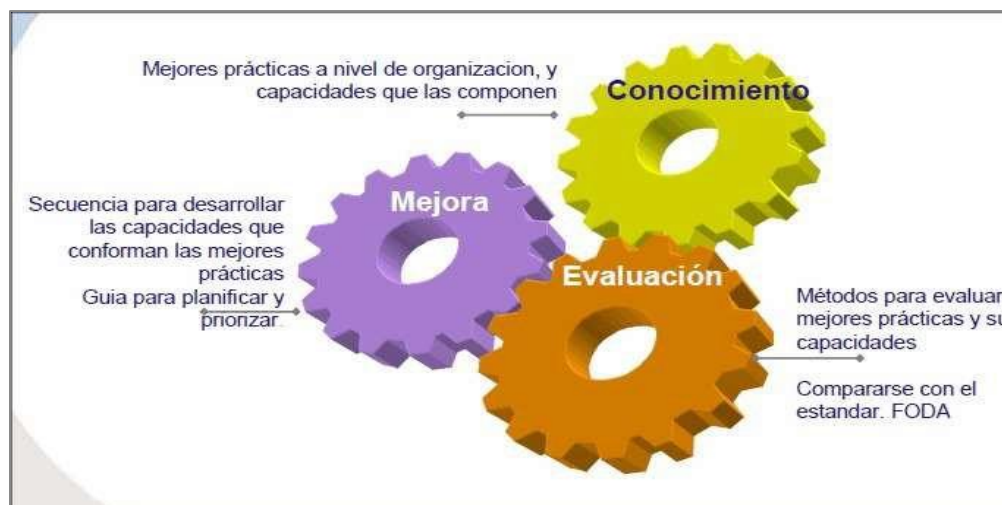 Mejores prácticas a nivel de organizacion, y
capacidades que las componen
Conocimiento
Mejora
Secuencia para desarrollar
las capacidades que
conforman las mejores
prácticas
Guia para planificar y
priorizar.
Evaluación
Métodos para evaluar
mejores prácticas y su
capacidades
Compararse con el
estandar. FODA